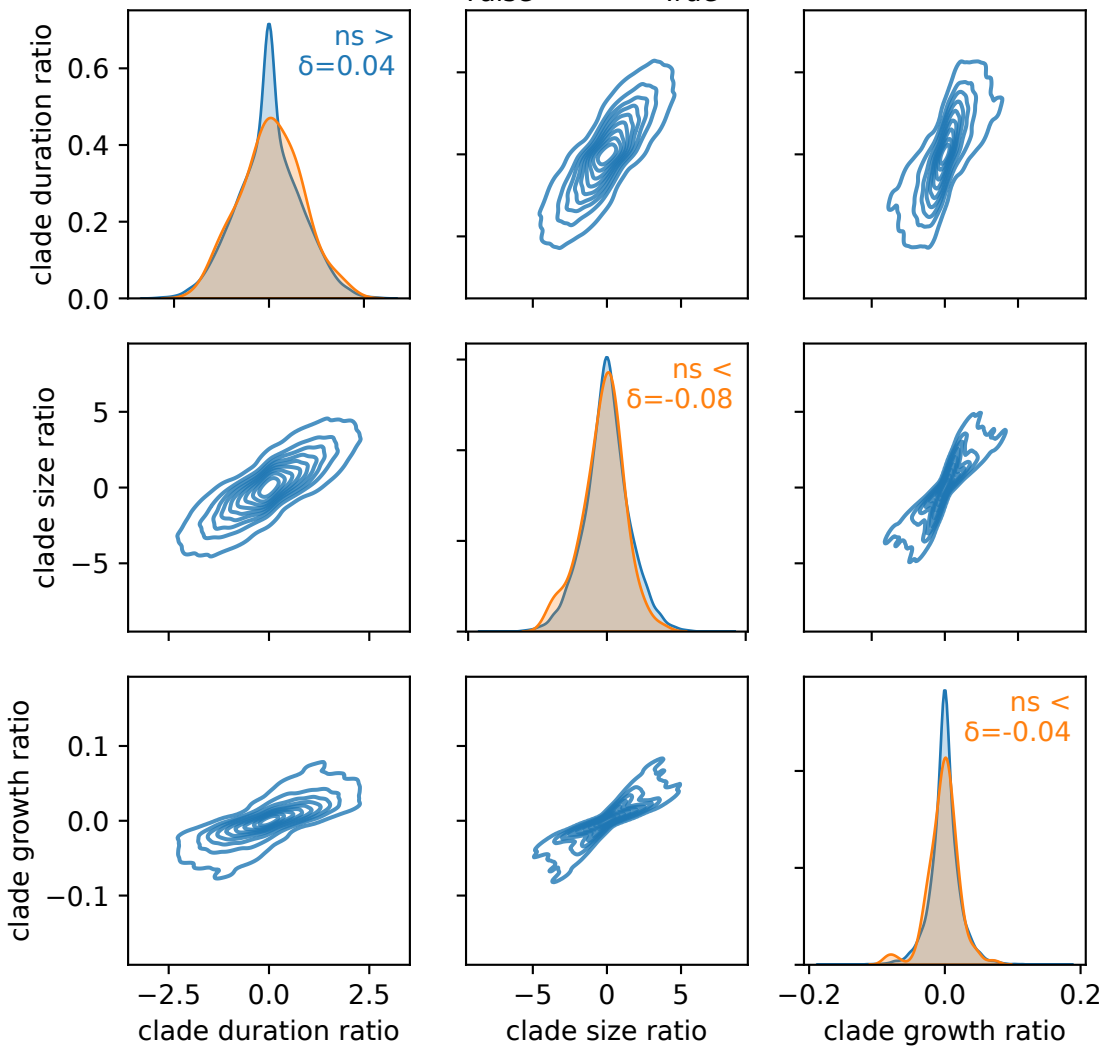 ns >
δ=0.04
clade duration ratio
0.6
0.4
0.2
0.0
ns <
δ=-0.08
clade size ratio
5
0
−5
ns <
δ=-0.04
clade growth ratio
0.1
0.0
−0.1
−2.5 0.0 2.5
−5 0 5
−0.2 0.0 0.2
clade duration ratio
clade size ratio
clade growth ratio